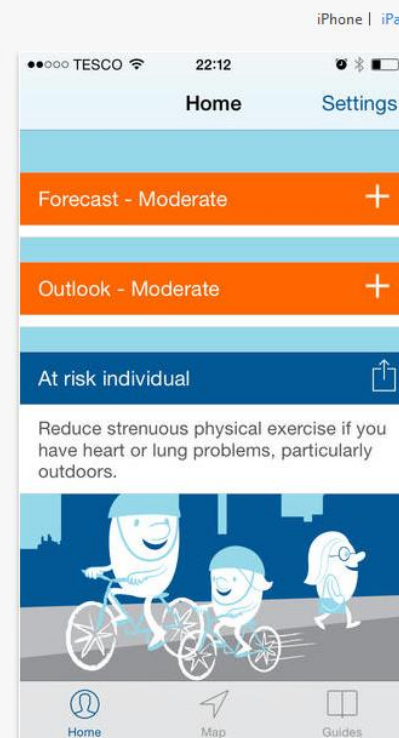 iPhone | iPa
TESCO 22:12
Home Settings
Forecast - Moderate
Outlook - Moderate
At risk individual
Reduce strenuous physical exercise if you
have heart or lung problems, particularly
outdoors.
Home Map Guides